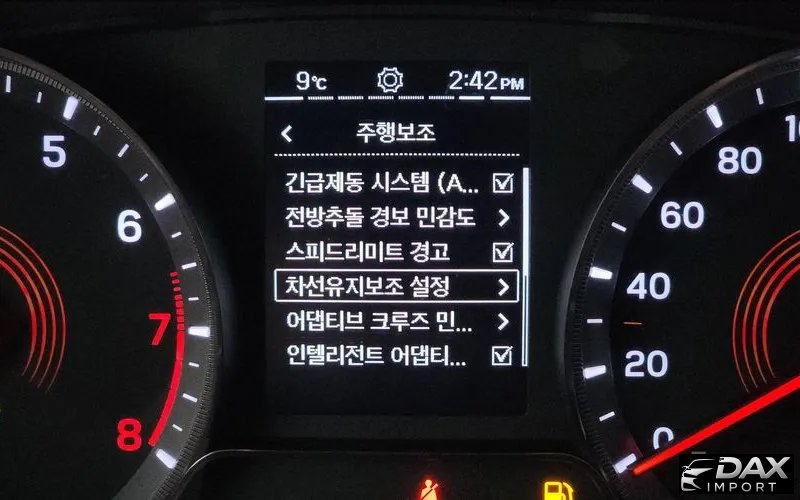 9℃ 2:42PM
주행보조
긴급제동 시스템 (A...
전방추돌 경보 민감도
스피드리미트 경고
차선유지보조 설정
어댑티브 크루즈 민...
인텔리전트 어댑티...
5
6
7
8
80
60
40
20
0
DAX
IMPORT